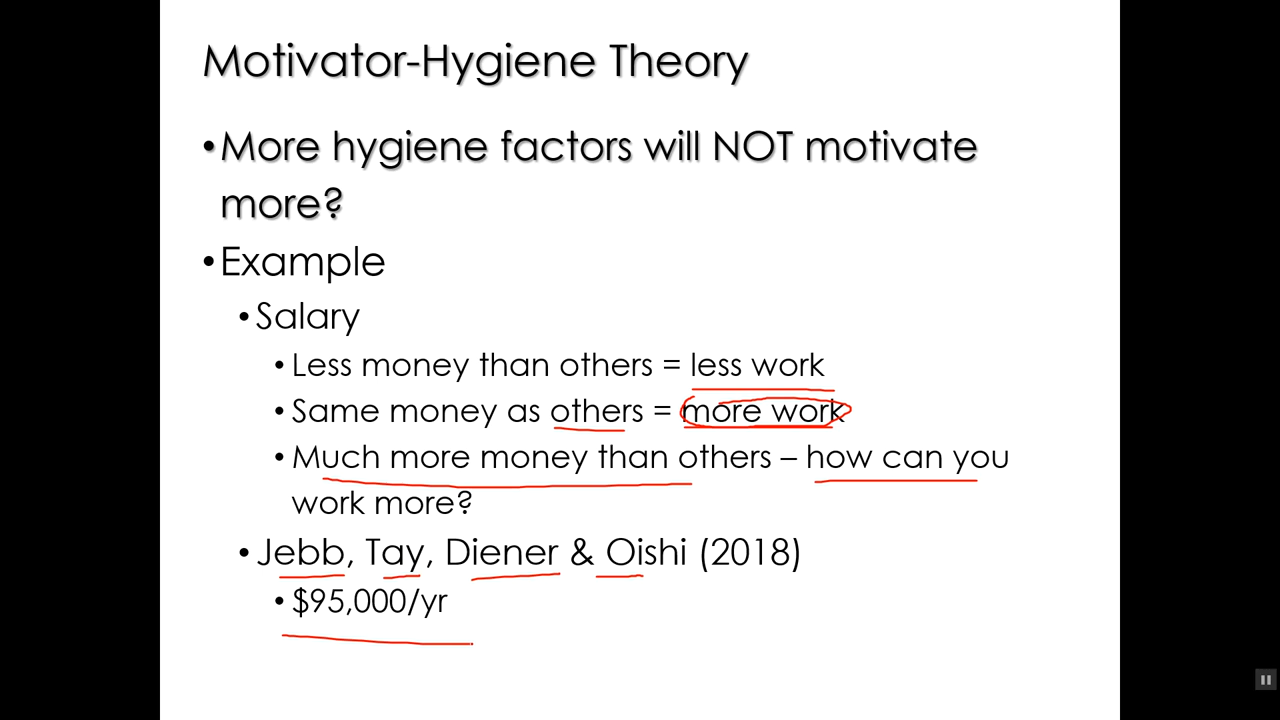 Motivator-Hygiene Theory
•More hygiene factors will NOT motivate
more?
•Example
•Salary
•Less money than others = less work
•Same money as others = more work
•Much more money than others – how can you
work more?
•Jebb, Tay, Diener & Oishi (2018)
•$95,000/yr